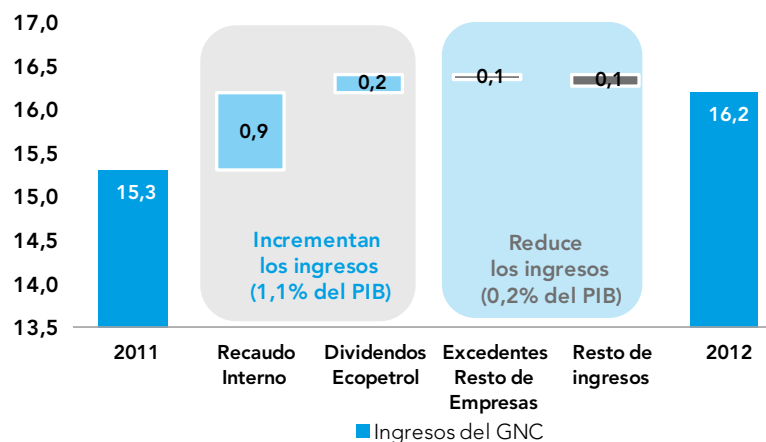 17,0
16,5
16,0
15,5
15,0
14,5
14,0
13,5
15,3
0,9
0,2
0,1
0,1
16,2
Incrementan
los ingresos
(1,1% del PIB)
Reduce
los ingresos
(0,2% del PIB)
2011
Recaudo
Interno
Dividendos
Ecopetrol
Excedentes
Resto de
Empresas
Resto de
ingresos
2012
Ingresos del GNC